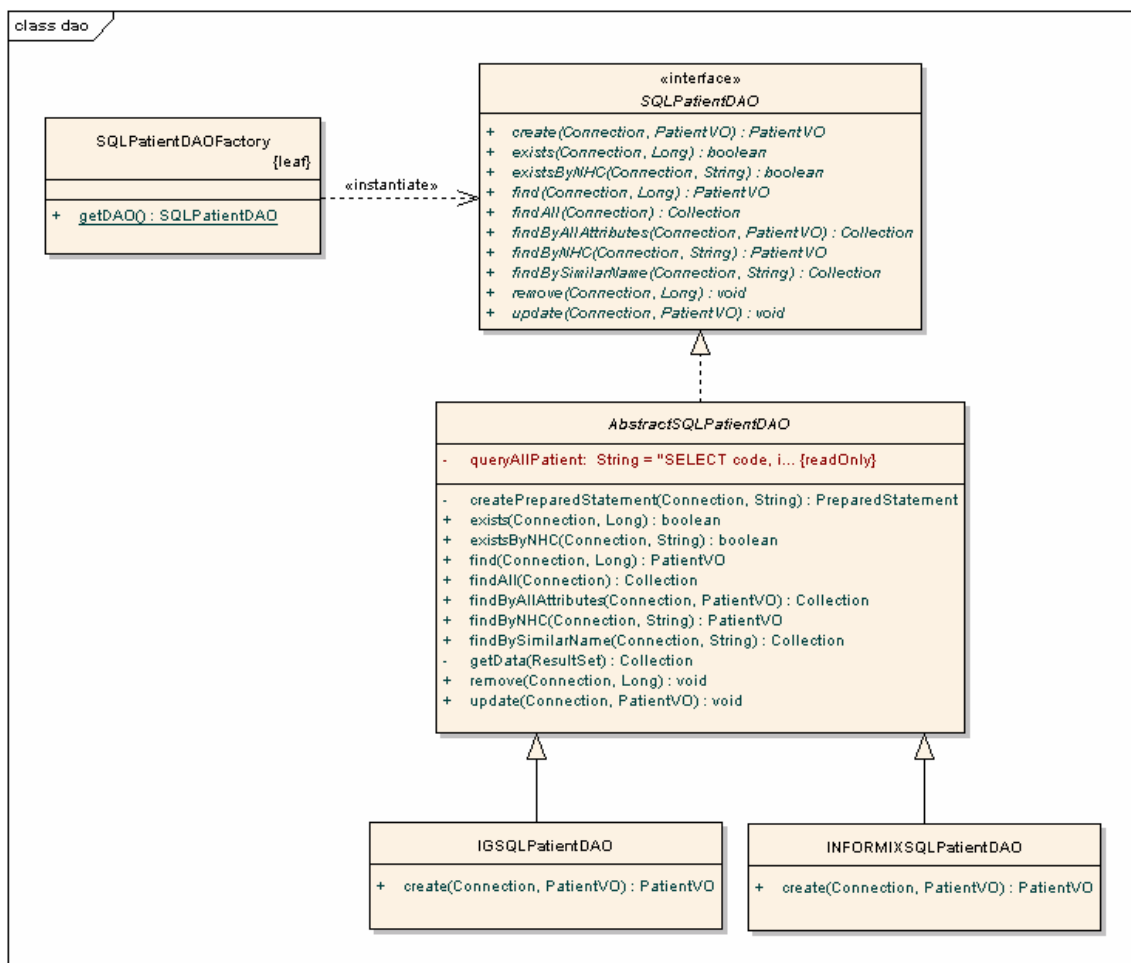 class dao
SQLPatientDAOFactory
{leaf}
+ getDAO() : SQLPatientDAO
«instantiate»
«interface»
SQLPatientDAO
+ create(Connection, PatientVO) : PatientVO
+ exists(Connection, Long) : boolean
+ existsByNHC(Connection, String) : boolean
+ find(Connection, Long) : PatientVO
+ findAll(Connection) : Collection
+ findByAllAttributes(Connection, PatientVO) : Collection
+ findByNHC(Connection, String) : PatientVO
+ findBySimilarName(Connection, String) : Collection
+ remove(Connection, Long) : void
+ update(Connection, PatientVO) : void
AbstractSQLPatientDAO
- queryAllPatient: String = "SELECT code, i... {readOnly}
- createPreparedStatement(Connection, String) : PreparedStatement
+ exists(Connection, Long) : boolean
+ existsByNHC(Connection, String) : boolean
+ find(Connection, Long) : PatientVO
+ findAll(Connection) : Collection
+ findByAllAttributes(Connection, PatientVO) : Collection
+ findByNHC(Connection, String) : PatientVO
+ findBySimilarName(Connection, String) : Collection
- getData(ResultSet) : Collection
+ remove(Connection, Long) : void
+ update(Connection, PatientVO) : void
IGSQLPatientDAO
+ create(Connection, PatientVO) : PatientVO
INFORMIXSQLPatientDAO
+ create(Connection, PatientVO) : PatientVO